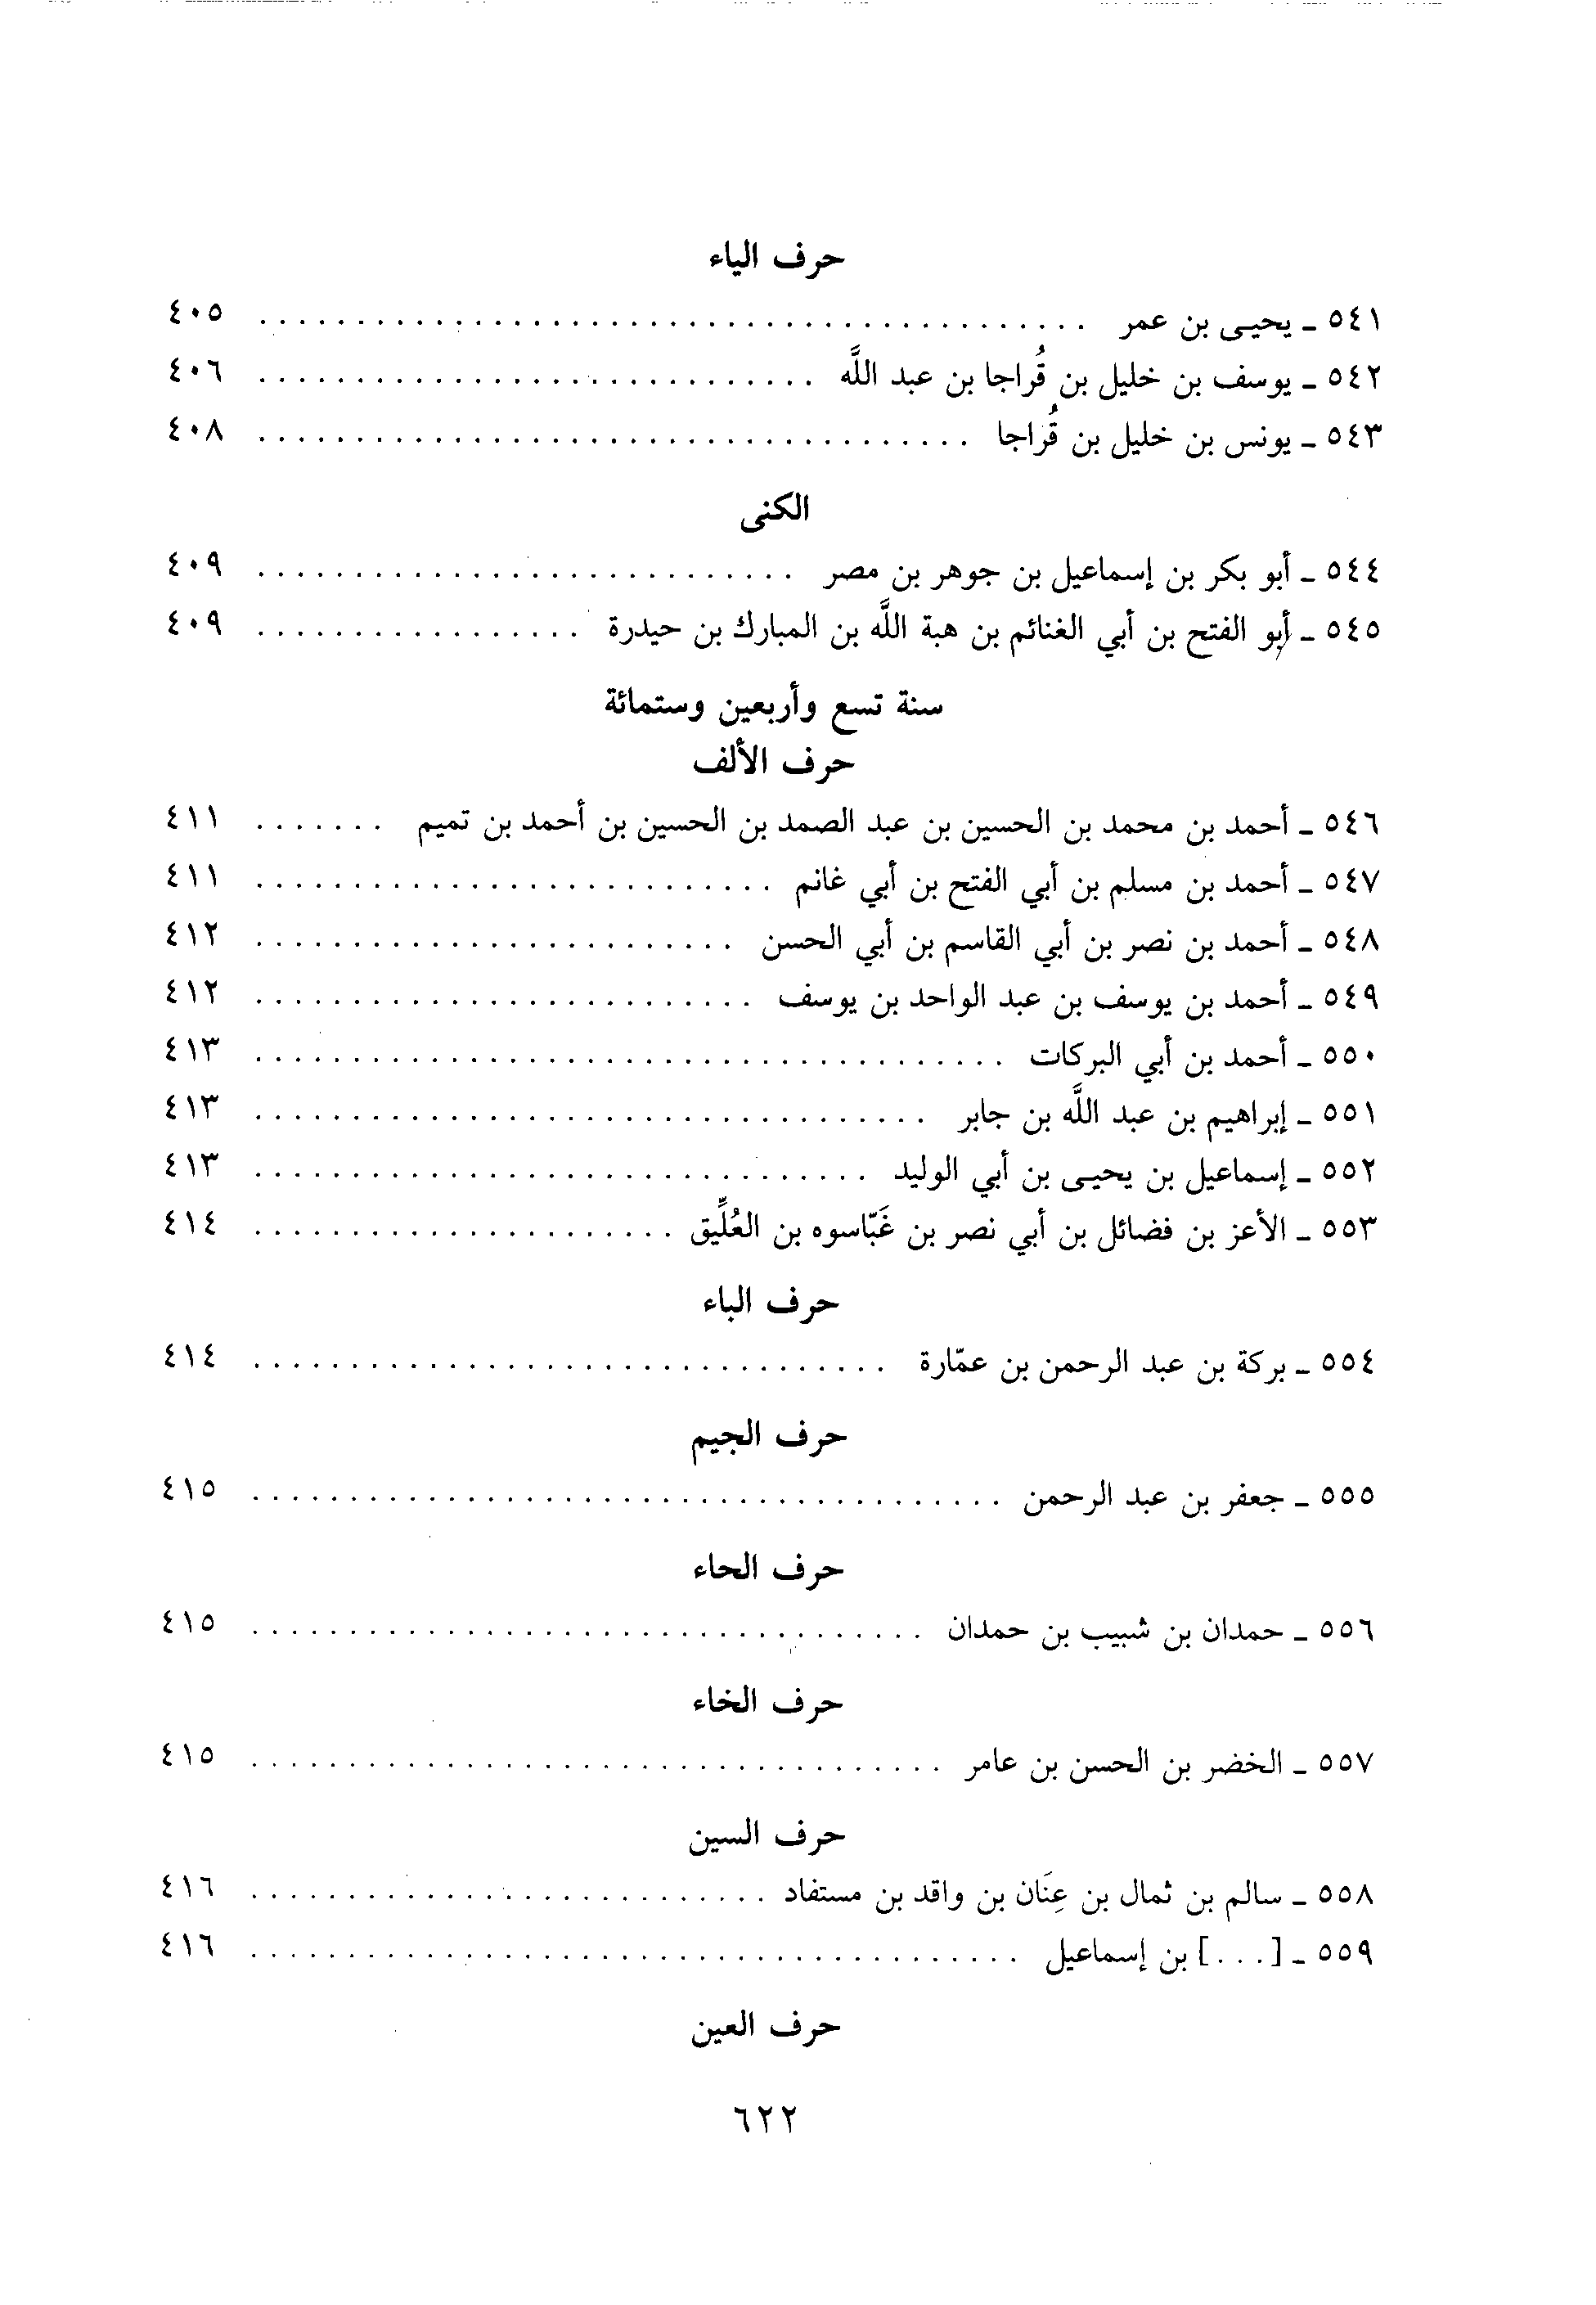 حرف الياء
٥٤١ ـ يحيـى بن عمر . . . . . . . . . . . . . . . . . . . . ٤٠٥
٥٤٢ ـ يوسف بن خليل بن قُراجا بن عبد اللَّه . . . . . . . . . . . . . . . . . . . . ٤٠٦
٥٤٣ ـ يونس بن خليل بن قُراجا . . . . . . . . . . . . . . . . . . . . ٤٠٨
الكنى
٥٤٤ ـ أبو بكر بن إسماعيل بن جوهر بن مصر . . . . . . . . . . . . . . . . . . . . ٤٠٩
٥٤٥ ـ أبو الفتح بن أبي الغنائم بن هبة اللَّه بن المبارك بن حيدرة . . . . . . . . . . . . . . . . . ٤٠٩
سنة تسع وأربعين وستمائة
حرف الألف
٥٤٦ ـ أحمد بن محمد بن الحسين بن عبد الصمد بن الحسين بن أحمد بن تميم . . . . . . . ٤١١
٥٤٧ ـ أحمد بن مسلم بن أبي الفتح بن أبي غانم . . . . . . . . . . . . . . . . . . . . ٤١١
٥٤٨ ـ أحمد بن نصر بن أبي القاسم بن أبي الحسن . . . . . . . . . . . . . . . . . . . . ٤١٢
٥٤٩ ـ أحمد بن يوسف بن عبد الواحد بن يوسف . . . . . . . . . . . . . . . . . . . . ٤١٢
٥٥٠ ـ أحمد بن أبي البركات . . . . . . . . . . . . . . . . . . . . ٤١٣
٥٥١ ـ إبراهيم بن عبد اللَّه بن جابر . . . . . . . . . . . . . . . . . . . . ٤١٣
٥٥٢ ـ إسماعيل بن يحيـى بن أبي الوليد . . . . . . . . . . . . . . . . . . . . ٤١٣
٥٥٣ ـ الأعز بن فضائل بن أبي نصر بن غَبّاسوه بن العُلِّيق . . . . . . . . . . . . . . . . . . . . ٤١٤
حرف الباء
٥٥٤ ـ بركة بن عبد الرحمن بن عمّارة . . . . . . . . . . . . . . . . . . . . ٤١٤
حرف الجيم
٥٥٥ ـ جعفر بن عبد الرحمن . . . . . . . . . . . . . . . . . . . . ٤١٥
حرف الحاء
٥٥٦ ـ حمدان بن شبيب بن حمدان . . . . . . . . . . . . . . . . . . . . ٤١٥
حرف الخاء
٥٥٧ ـ الخضر بن الحسن بن عامر . . . . . . . . . . . . . . . . . . . . ٤١٥
حرف السين
٥٥٨ ـ سالم بن ثمال بن عِنَان بن واقد بن مستفاد . . . . . . . . . . . . . . . . . . . . ٤١٦
٥٥٩ ـ [. . .] بن إسماعيل . . . . . . . . . . . . . . . . . . . . ٤١٦
حرف العين
٦٢٢